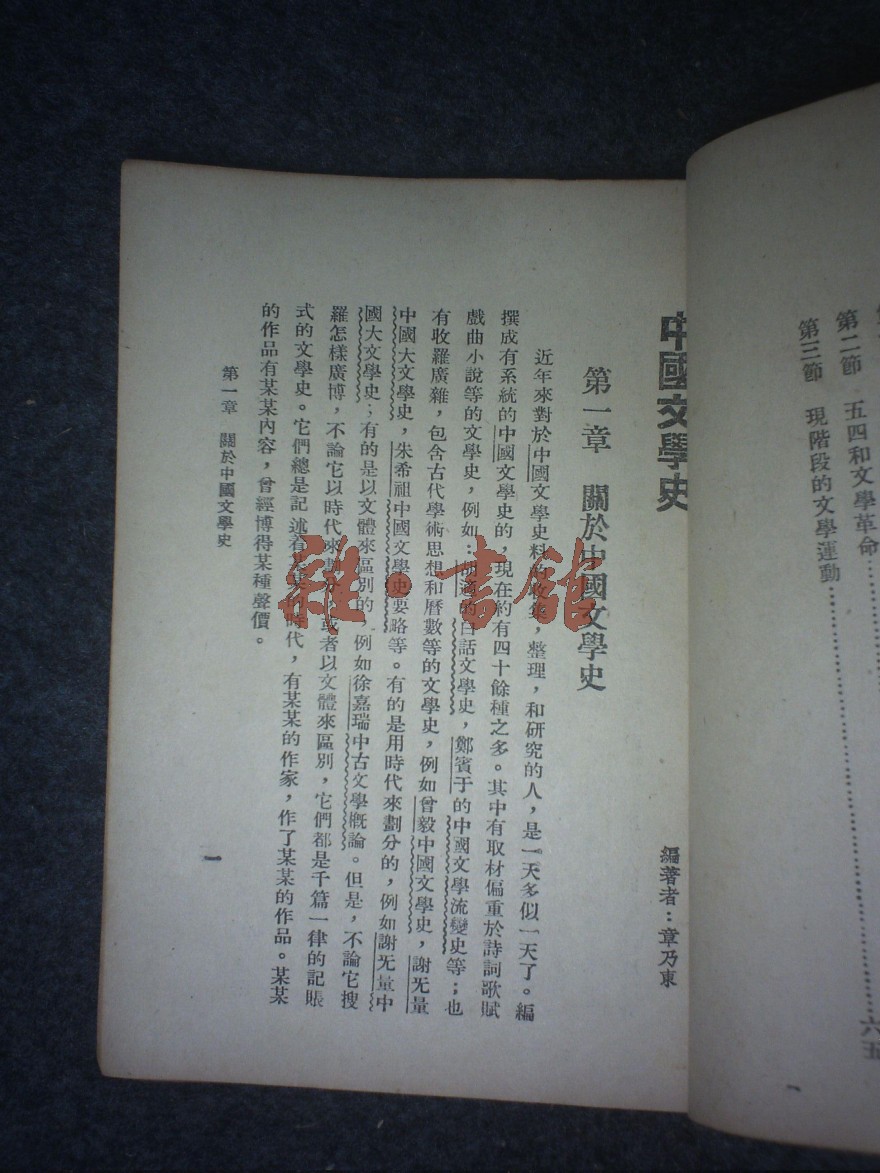 第二節　五四和文學革命…………
第三節　現階段的文學運動…………六五
一
中國文學史
編著者：章乃東
第一章　關於中國文學史
近年來對於中國文學史料的收集，整理，和研究的人，是一天多似一天了。編
撰成有系統的中國文學史的，現在約有四十餘種之多。其中有取材偏重於詩詞歌賦
戲曲小說等的文學史，例如：胡適的白話文學史，鄭賓于的中國文學流變史等；也
有收羅廣雜，包含古代學術思想和曆數等的文學史，例如曾毅中國文學史，謝无量
中國大文學史，朱希祖中國文學史要略等。有的是用時代來劃分的，例如謝无量中
國大文學史；有的是以文體來區別的，例如徐嘉瑞中古文學概論。但是，不論它搜
羅怎樣廣博，不論它以時代來劃分，或者以文體來區別，它們都是千篇一律的記賬
式的文學史。它們總是記述着某某的時代，有某某的作家，作了某某的作品。某某
的作品有某某內容，曾經博得某種聲價。
第一章　關於中國文學史
一
雜·書館